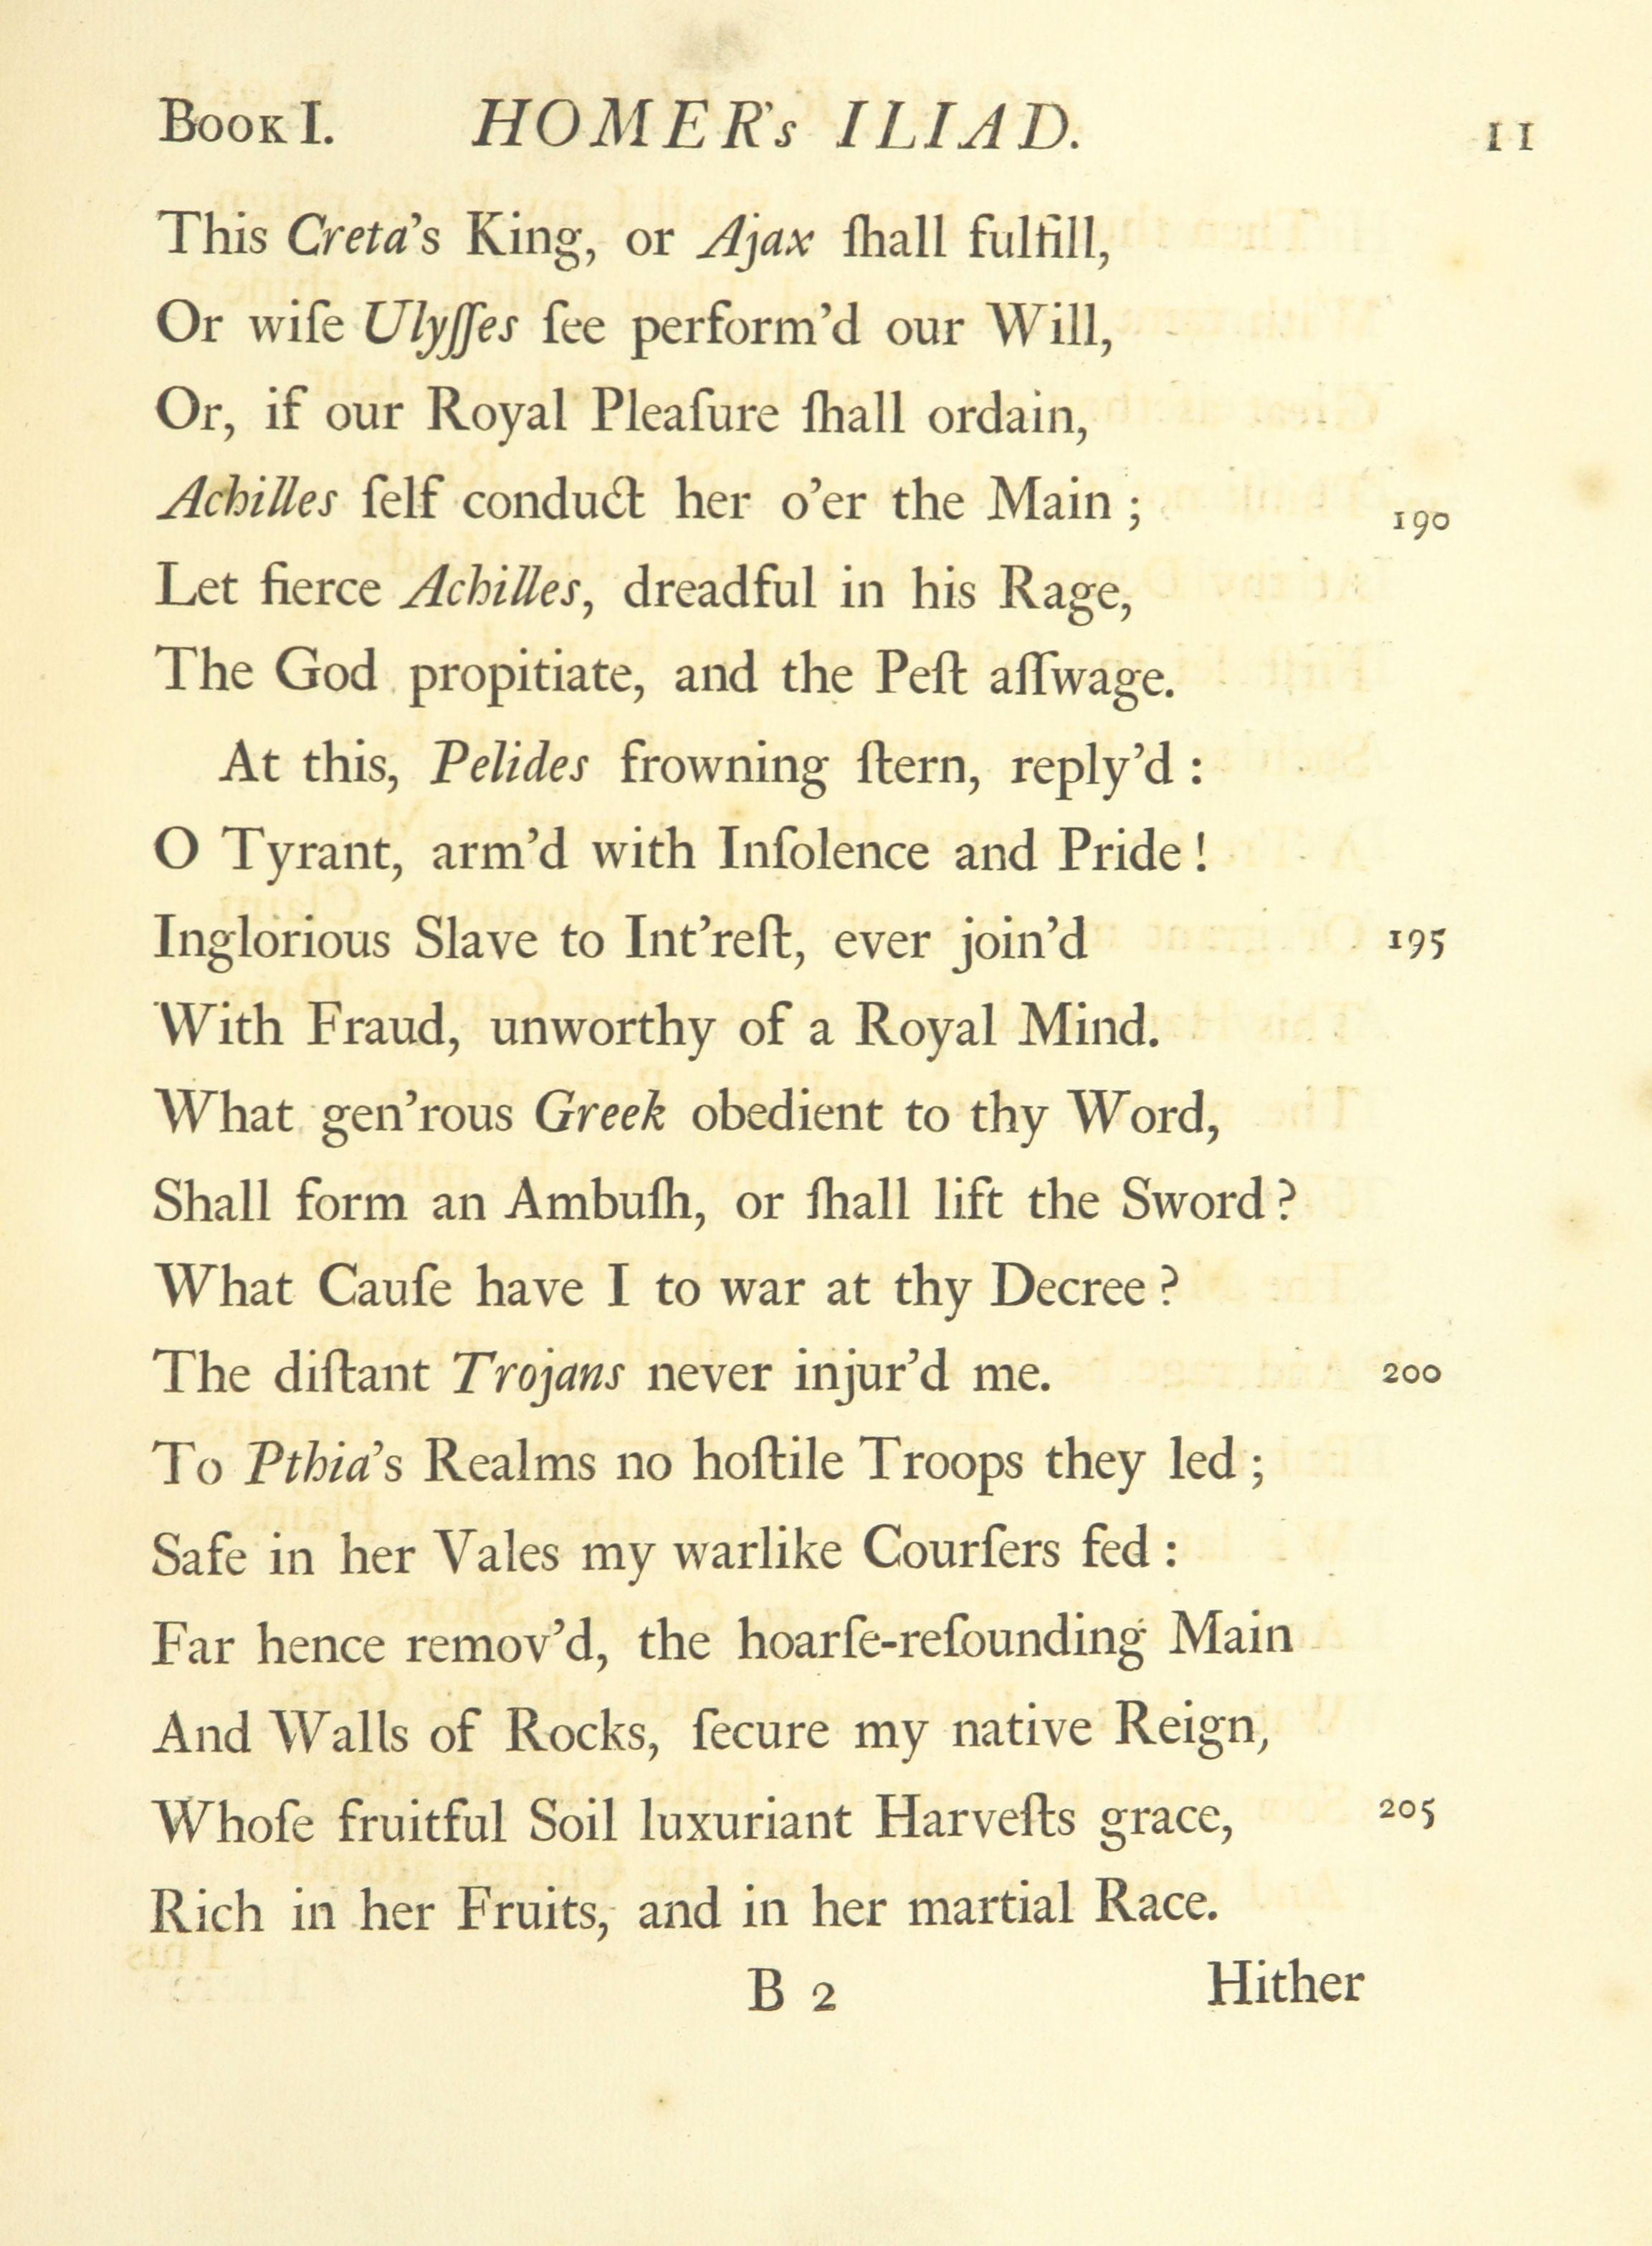 Book I. HOMER's ILIAD. 11
This Creta's King, or Ajax ſhall fulfill,
Or wiſe Ulyſſes ſee perform'd our Will,
Or, if our Royal Pleaſure ſhall ordain,
Achilles ſelf conduct her o'er the Main ; 190
Let fierce Achilles, dreadful in his Rage,
The God propitiate, and the Peſt aſſwage.
At this, Pelides frowning ſtern, reply'd :
O Tyrant, arm'd with Inſolence and Pride !
Inglorious Slave to Int'reſt, ever join'd 195
With Fraud, unworthy of a Royal Mind.
What gen'rous Greek obedient to thy Word,
Shall form an Ambuſh, or ſhall lift the Sword ?
What Cauſe have I to war at thy Decree ?
The diſtant Trojans never injur'd me. 200
To Pthia's Realms no hoſtile Troops they led ;
Safe in her Vales my warlike Courſers fed :
Far hence remov'd, the hoarſe-reſounding Main
And Walls of Rocks, ſecure my native Reign,
Whoſe fruitful Soil luxuriant Harveſts grace, 205
Rich in her Fruits, and in her martial Race.
B 2 Hither